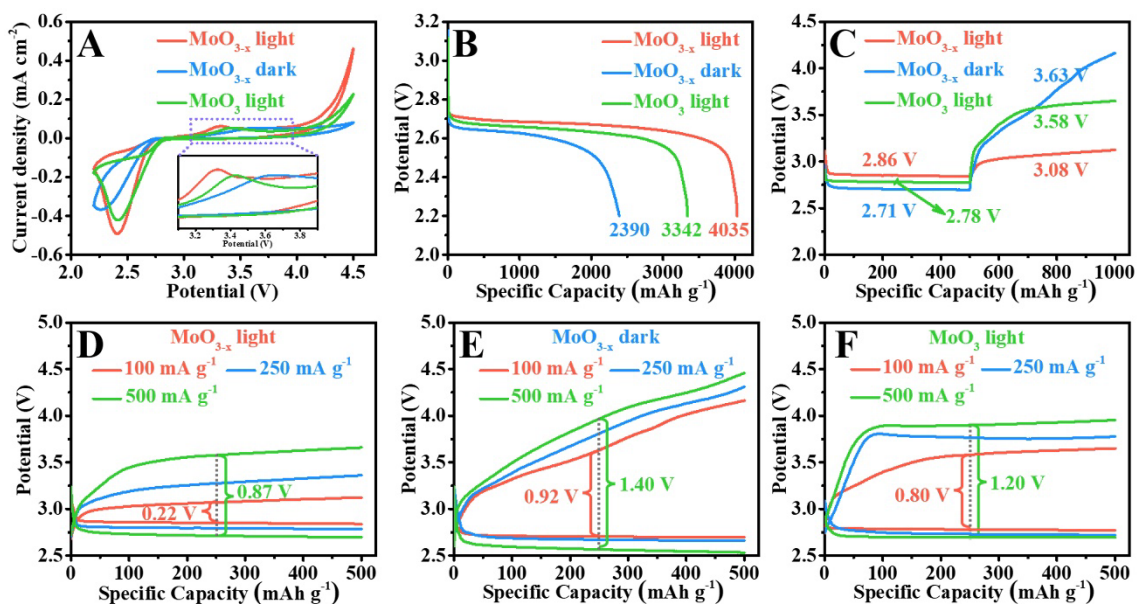 A
MoO3-x light
MoO3-x dark
MoO3 light
0.6
0.4
0.2
0.0
-0.2
-0.4
-0.6
2.0 2.5 3.0 3.5 4.0 4.5
Current density (mA cm-2)
Potential (V)
3.2 3.4 3.6 3.8
Potential (V)
B
MoO3-x light
MoO3-x dark
MoO3 light
3.2
3.0
2.8
2.6
2.4
2.2
2.0
2390 3342 4035
0 1000 2000 3000 4000
Potential (V)
Specific Capacity (mAh g-1)
C
MoO3-x light
MoO3-x dark
MoO3 light
4.5
4.0
3.5
3.0
2.5
2.0
3.63 V
3.58 V
2.86 V
3.08 V
2.71 V
2.78 V
0 200 400 600 800 1000
Potential (V)
Specific Capacity (mAh g-1)
D
MoO3-x light
100 mA g-1 250 mA g-1
500 mA g-1
5.0
4.5
4.0
3.5
3.0
2.5
0.22 V
0.87 V
0 100 200 300 400 500
Potential (V)
Specific Capacity (mAh g-1)
E
MoO3-x dark
100 mA g-1 250 mA g-1
500 mA g-1
5.0
4.5
4.0
3.5
3.0
2.5
0.92 V
1.40 V
0 100 200 300 400 500
Potential (V)
Specific Capacity (mAh g-1)
F
MoO3 light
100 mA g-1 250 mA g-1
500 mA g-1
5.0
4.5
4.0
3.5
3.0
2.5
0.80 V
1.20 V
0 100 200 300 400 500
Potential (V)
Specific Capacity (mAh g-1)